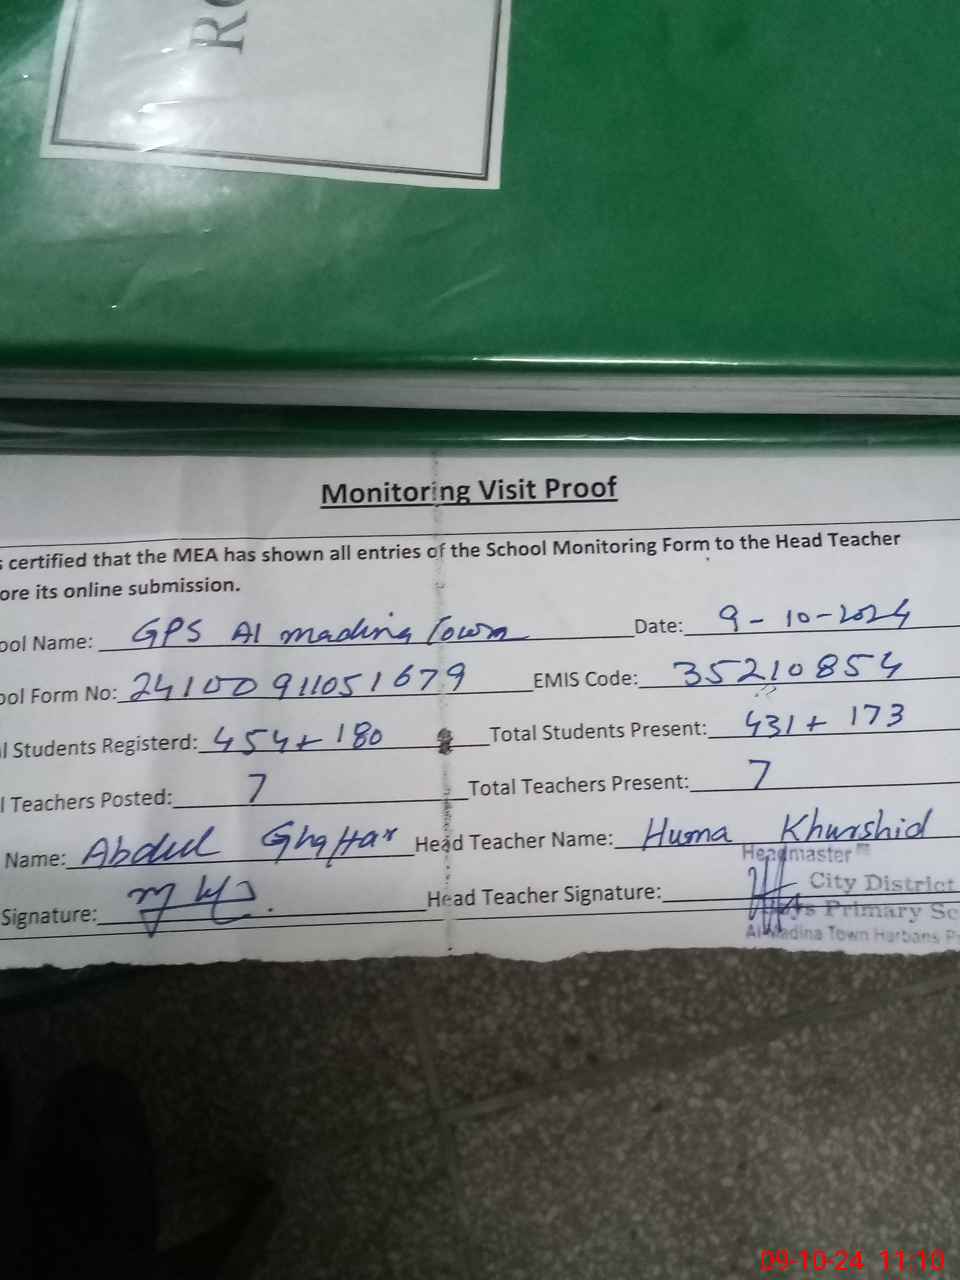 RO
Monitoring Visit Proof
certified that the MEA has shown all entries of the School Monitoring Form to the Head Teacher
ore its online submission.
ool Name: GPS Al madina Town Date: 9-10-2024
ool Form No: 24100911051679 EMIS Code: 35210854
l Students Registerd: 454+180 Total Students Present: 431+173
l Teachers Posted: 7 Total Teachers Present: 7
Name: Abdul Ghaffar Head Teacher Name: Huma Khurshid
Headmaster
Signature: Head Teacher Signature: City District
Boys Primary Sc
Al Madina Town Harbans P
09-10-24 11:10